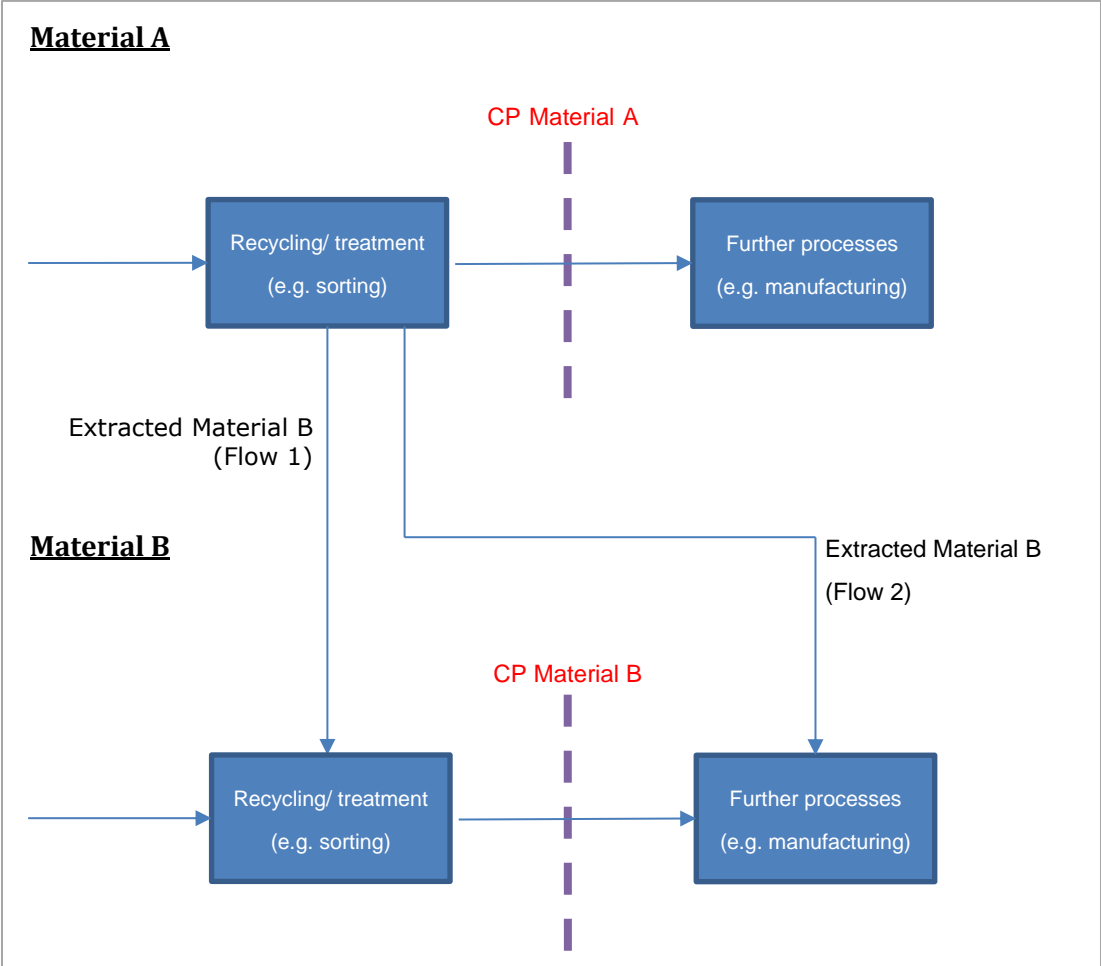 Material A
CP Material A
Recycling/ treatment
(e.g. sorting)
Further processes
(e.g. manufacturing)
Extracted Material B
(Flow 1)
Material B
Extracted Material B
(Flow 2)
CP Material B
Recycling/ treatment
(e.g. sorting)
Further processes
(e.g. manufacturing)